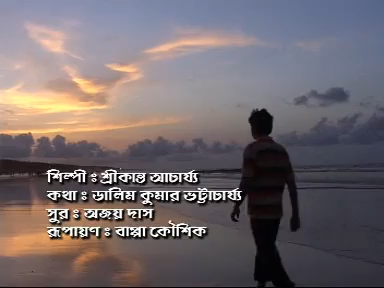 শিল্পী ঃ শ্রীকান্ত আচার্য্য
কথা ঃ ডালিম কুমার ভট্টাচার্য্য
সুর ঃ অজয় দাস
রূপায়ণ ঃ বাপ্পা কৌশিক